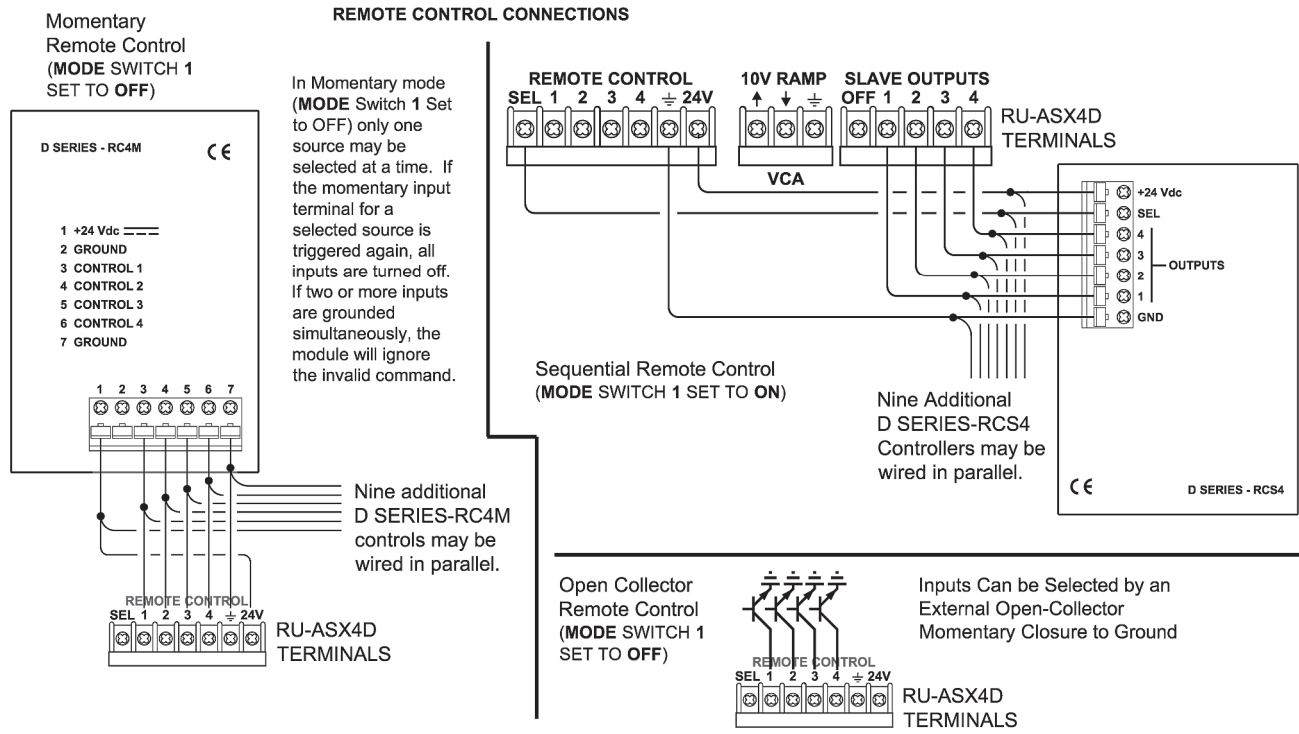 REMOTE CONTROL CONNECTIONS
Momentary
Remote Control
(MODE SWITCH 1
SET TO OFF)
D SERIES - RC4M
CE
1 +24 Vdc
2 GROUND
3 CONTROL 1
4 CONTROL 2
5 CONTROL 3
6 CONTROL 4
7 GROUND
1 2 3 4 5 6 7
In Momentary mode
(MODE Switch 1 Set
to OFF) only one
source may be
selected at a time. If
the momentary input
terminal for a
selected source is
triggered again, all
inputs are turned off.
If two or more inputs
are grounded
simultaneously, the
module will ignore
the invalid command.
Nine additional
D SERIES-RC4M
controls may be
wired in parallel.
REMOTE CONTROL
SEL 1 2 3 4 24V
RU-ASX4D
TERMINALS
REMOTE CONTROL
SEL 1 2 3 4 24V
10V RAMP
VCA
SLAVE OUTPUTS
OFF 1 2 3 4
RU-ASX4D
TERMINALS
+24 Vdc
SEL
4
3
2
1
OUTPUTS
GND
Sequential Remote Control
(MODE SWITCH 1 SET TO ON)
Nine Additional
D SERIES-RCS4
Controllers may be
wired in parallel.
CE
D SERIES - RCS4
Open Collector
Remote Control
(MODE SWITCH 1
SET TO OFF)
Inputs Can be Selected by an
External Open-Collector
Momentary Closure to Ground
REMOTE CONTROL
SEL 1 2 3 4 24V
RU-ASX4D
TERMINALS